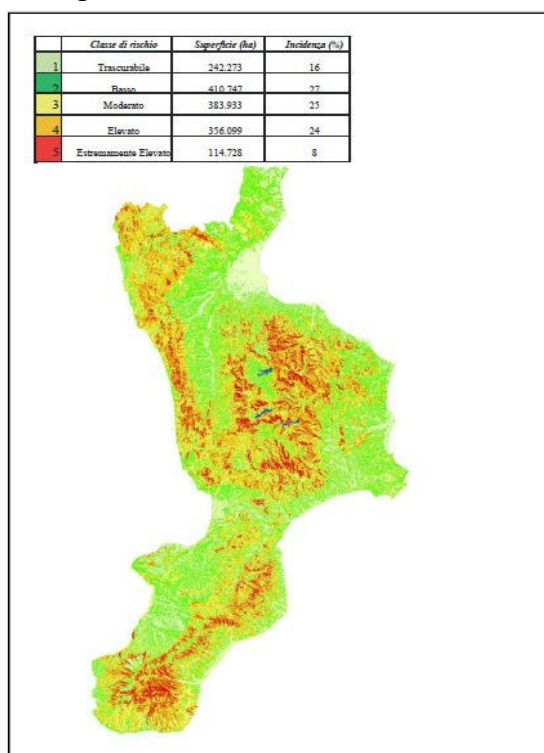 Classe di rischio Superficie (ha) Incidenza (%)
1 Trascurabile 242.273 16
2 Basso 410.747 27
3 Moderato 383.933 25
4 Elevato 356.099 24
5 Estremamente Elevato 114.728 8